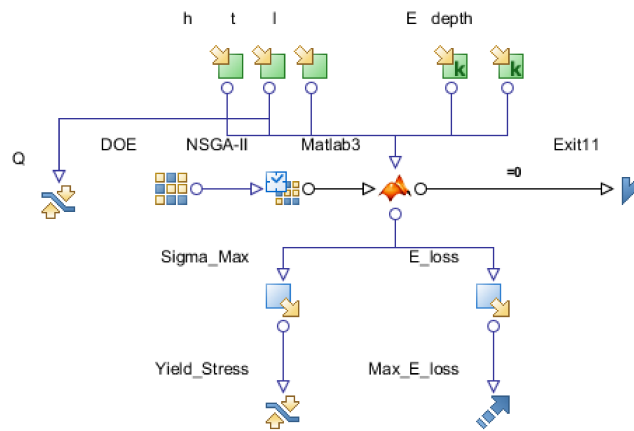 h t l E depth
k k
DOE NSGA-II Matlab3 Exit11
Q
=0
Sigma_Max E_loss
Yield_Stress Max_E_loss